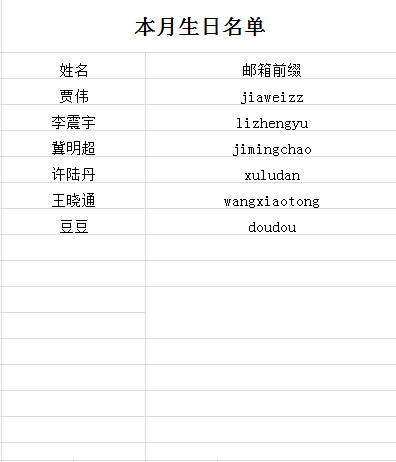 本月生日名单
姓名 邮箱前缀
贾伟 jiaweizz
李震宇 lizhengyu
冀明超 jimingchao
许陆丹 xuludan
王晓通 wangxiaotong
豆豆 doudou